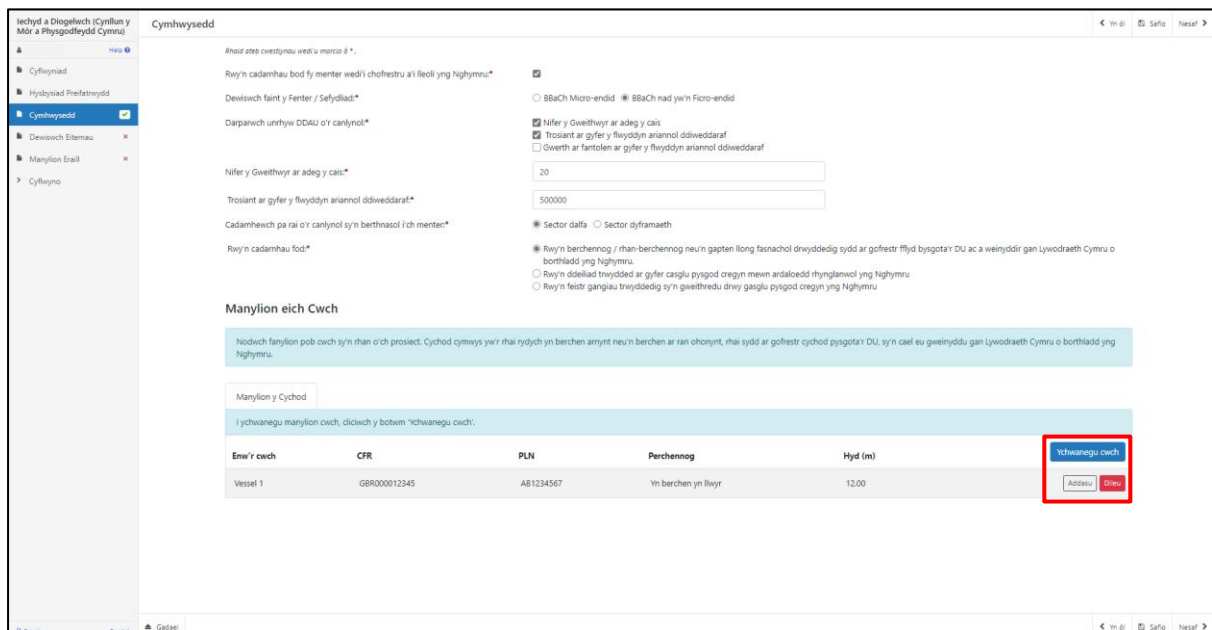 Iechyd a Diogelwch (Cynllun y
Môr a Physgodfeydd Cymru)
Help
Cyflwyniad
Hysbysiad Preifatrwydd
Cymhwysedd
Dewiswch Eitemau
Manylion Eraill
Cyflwyno
Cymhwysedd
Yn ôl Safio Nesaf
Rhaid ateb cwestiynau wedi'u marcio â * .
Rwy'n cadarnhau bod fy menter wedi'i chofrestru a'i lleoli yng Nghymru:*
Dewiswch faint y Fenter / Sefydliad:*
BBaCh Micro-endid BBaCh nad yw'n Ficro-endid
Darparwch unrhyw DDAU o'r canlynol:*
Nifer y Gweithwyr ar adeg y cais
Trosiant ar gyfer y flwyddyn ariannol ddiweddaraf
Gwerth ar fantolen ar gyfer y flwyddyn ariannol ddiweddaraf
Nifer y Gweithwyr ar adeg y cais:*
20
Trosiant ar gyfer y flwyddyn ariannol ddiweddaraf:*
500000
Cadarnhewch pa rai o'r canlynol sy'n berthnasol i'ch menter:*
Sector dalfa Sector dyframaeth
Rwy'n cadarnhau fod:*
Rwy'n berchennog / rhan-berchennog neu'n gapten llong fasnachol drwyddedig sydd ar gofrestr fflyd bysgota'r DU ac a weinyddir gan Lywodraeth Cymru o
borthladd yng Nghymru.
Rwy'n ddeiliad trwydded ar gyfer casglu pysgod cregyn mewn ardaloedd rhynglanwol yng Nghymru
Rwy'n feistr gangiau trwyddedig sy'n gweithredu drwy gasglu pysgod cregyn yng Nghymru
Manylion eich Cwch
Nodwch fanylion pob cwch sy'n rhan o'ch prosiect. Cychod cymwys yw'r rhai rydych yn berchen arnynt neu'n berchen ar ran ohonynt, rhai sydd ar gofrestr cychod pysgota'r DU, sy'n cael eu gweinyddu gan Lywodraeth Cymru o borthladd yng
Nghymru.
Manylion y Cychod
I ychwanegu manylion cwch, cliciwch y botwm 'Ychwanegu cwch'.
Enw'r cwch CFR PLN Perchennog Hyd (m) Ychwanegu cwch
Vessel 1 GBR000012345 AB1234567 Yn berchen yn llwyr 12.00 Addasu Dileu
Gadael
Yn ôl Safio Nesaf